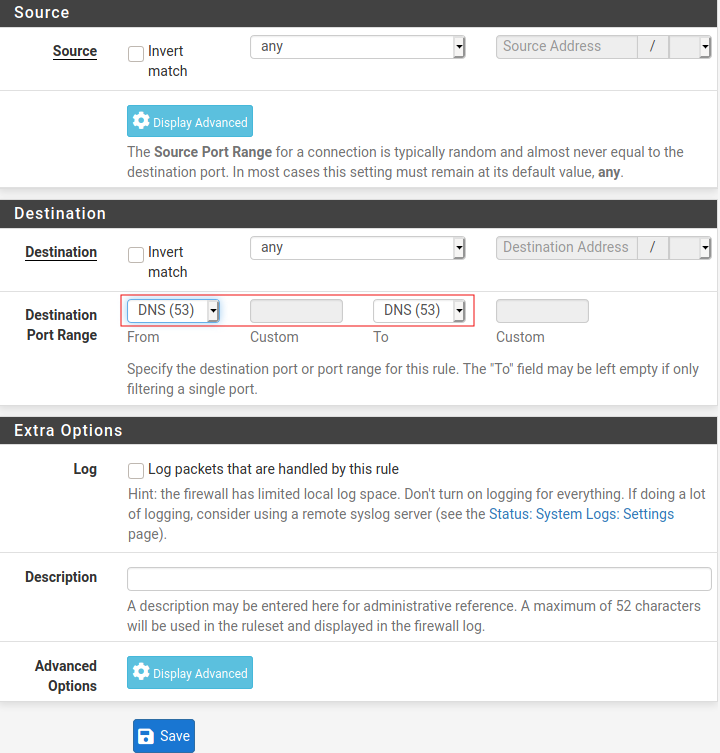 Source
Source
Invert match
any
Source Address
/
Display Advanced
The Source Port Range for a connection is typically random and almost never equal to the
destination port. In most cases this setting must remain at its default value, any.
Destination
Destination
Invert match
any
Destination Address
/
Destination Port Range
DNS (53)
DNS (53)
From
Custom
To
Custom
Specify the destination port or port range for this rule. The "To" field may be left empty if only
filtering a single port.
Extra Options
Log
Log packets that are handled by this rule
Hint: the firewall has limited local log space. Don't turn on logging for everything. If doing a lot
of logging, consider using a remote syslog server (see the Status: System Logs: Settings
page).
Description
A description may be entered here for administrative reference. A maximum of 52 characters
will be used in the ruleset and displayed in the firewall log.
Advanced Options
Display Advanced
Save